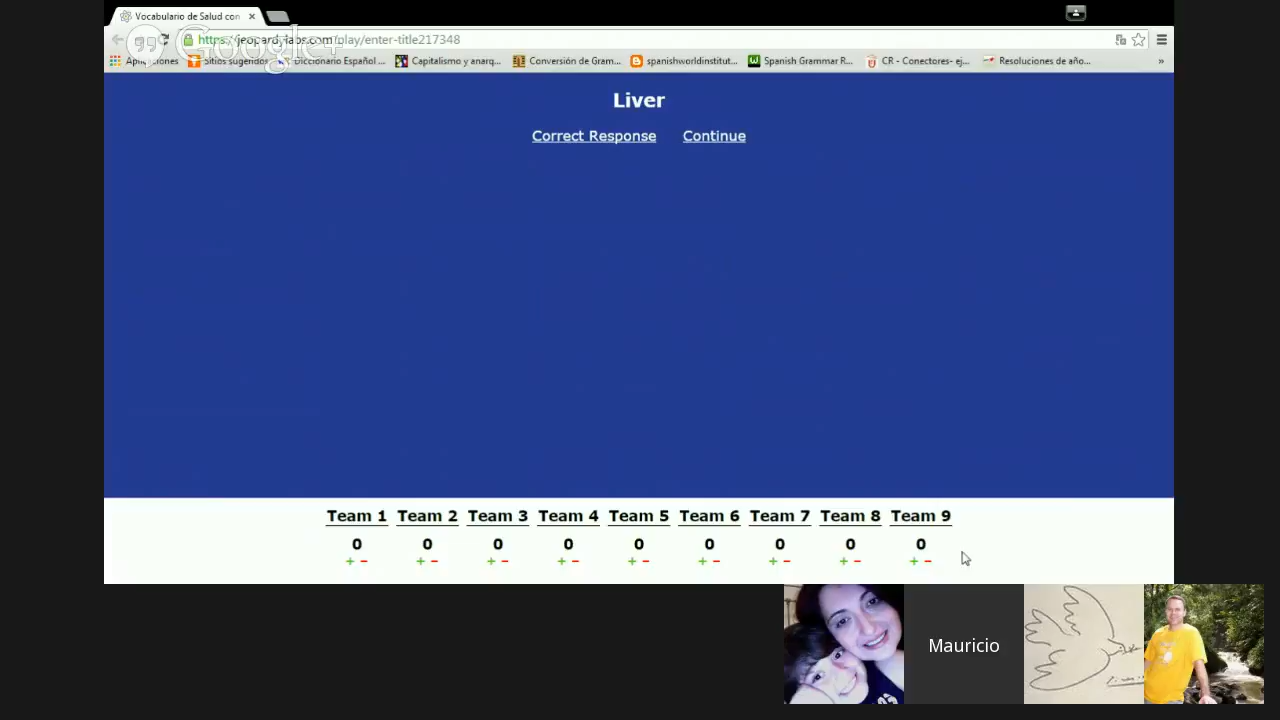 Vocabulario de Salud con
Google+
https://jeopardylabs.com/play/enter-title217348
Aplicaciones Sitios sugeridos Diccionario Español ... Capitalismo y anarq... Conversión de Gram... spanishworldinstitut... Spanish Grammar R... CR - Conectores- ej... Resoluciones de año... »
Liver
Correct Response Continue
Team 1 Team 2 Team 3 Team 4 Team 5 Team 6 Team 7 Team 8 Team 9
0 0 0 0 0 0 0 0 0
+ - + - + - + - + - + - + - + - + -
Mauricio